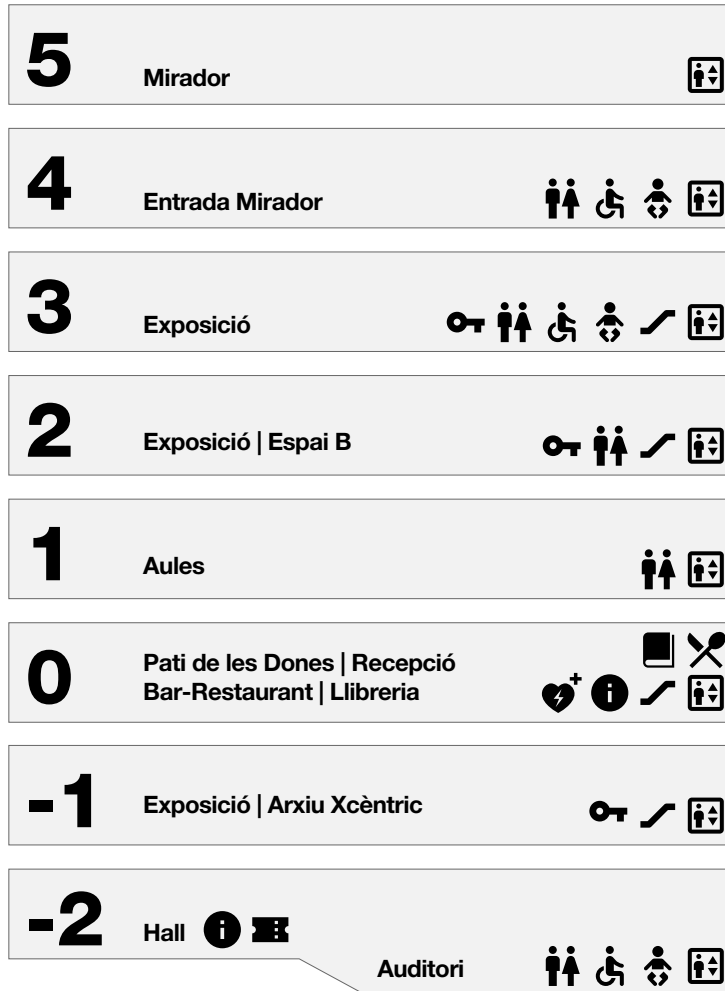 5 Mirador
4 Entrada Mirador
3 Exposició
2 Exposició | Espai B
1 Aules
0 Pati de les Dones | Recepció
Bar-Restaurant | Llibreria
-1 Exposició | Arxiu Xcèntric
-2 Hall
Auditori